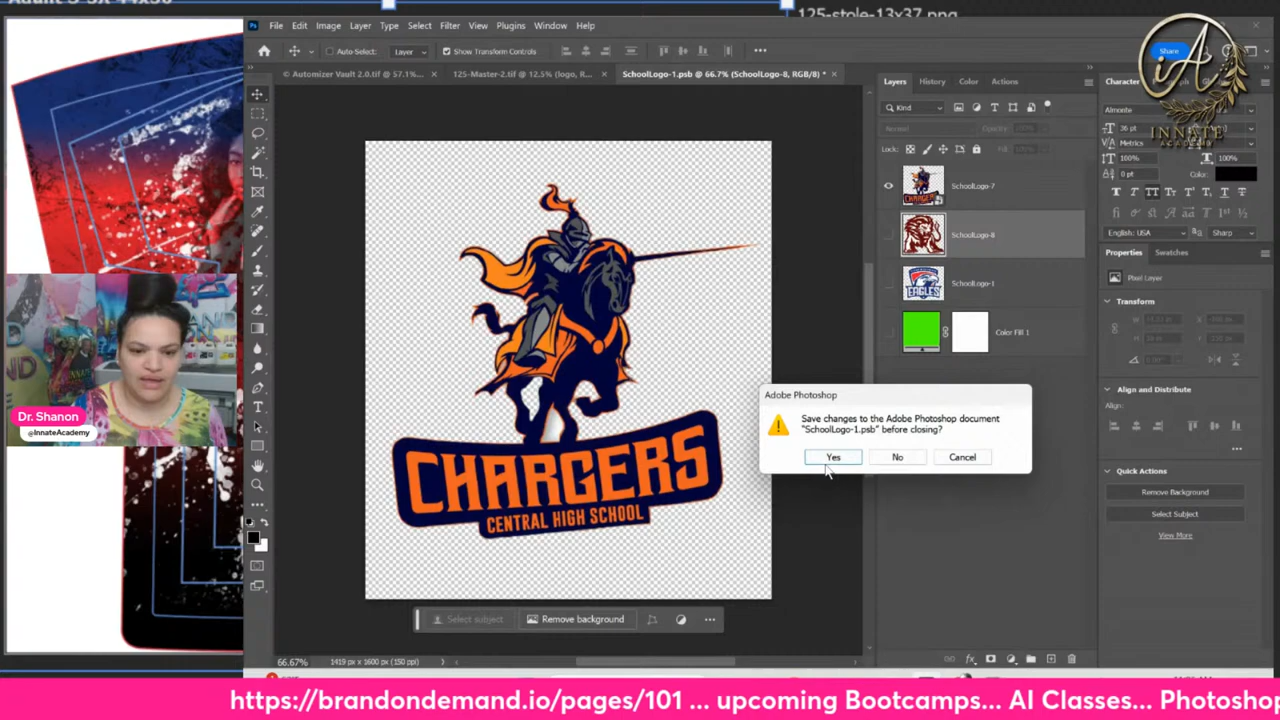 125-stole-13x37.png
File Edit Image Layer Type Select Filter View Plugins Window Help
Auto-Select: Layer Show Transform Controls
Share
© Automizer Vault 2.0.tif @ 57.1%...
125-Master-2.tif @ 12.5% (logo, R...
SchoolLogo-1.psb @ 66.7% (SchoolLogo-8, RGB/8) *
Layers History Color Actions
Character
Kind
Normal Opacity: 100%
Lock: Fill: 100%
SchoolLogo-7
SchoolLogo-8
SchoolLogo-1
Color Fill 1
EAGLES
Almonte
36 pt
Metrics
100% 100%
0 pt Color:
English: USA Sharp
Properties Swatches
Pixel Layer
Transform
Align and Distribute
Align:
Quick Actions
Remove Background
Select Subject
View More
iA
INNATE
ACADEMY
Adobe Photoshop
Save changes to the Adobe Photoshop document
"SchoolLogo-1.psb" before closing?
Yes No Cancel
CHARGERS
CENTRAL HIGH SCHOOL
Dr. Shanon
@InnateAcademy
Select subject Remove background
66.67% 1419 px x 1600 px (150 ppi)
https://brandondemand.io/pages/101 ... upcoming Bootcamps... AI Classes... Photoshop